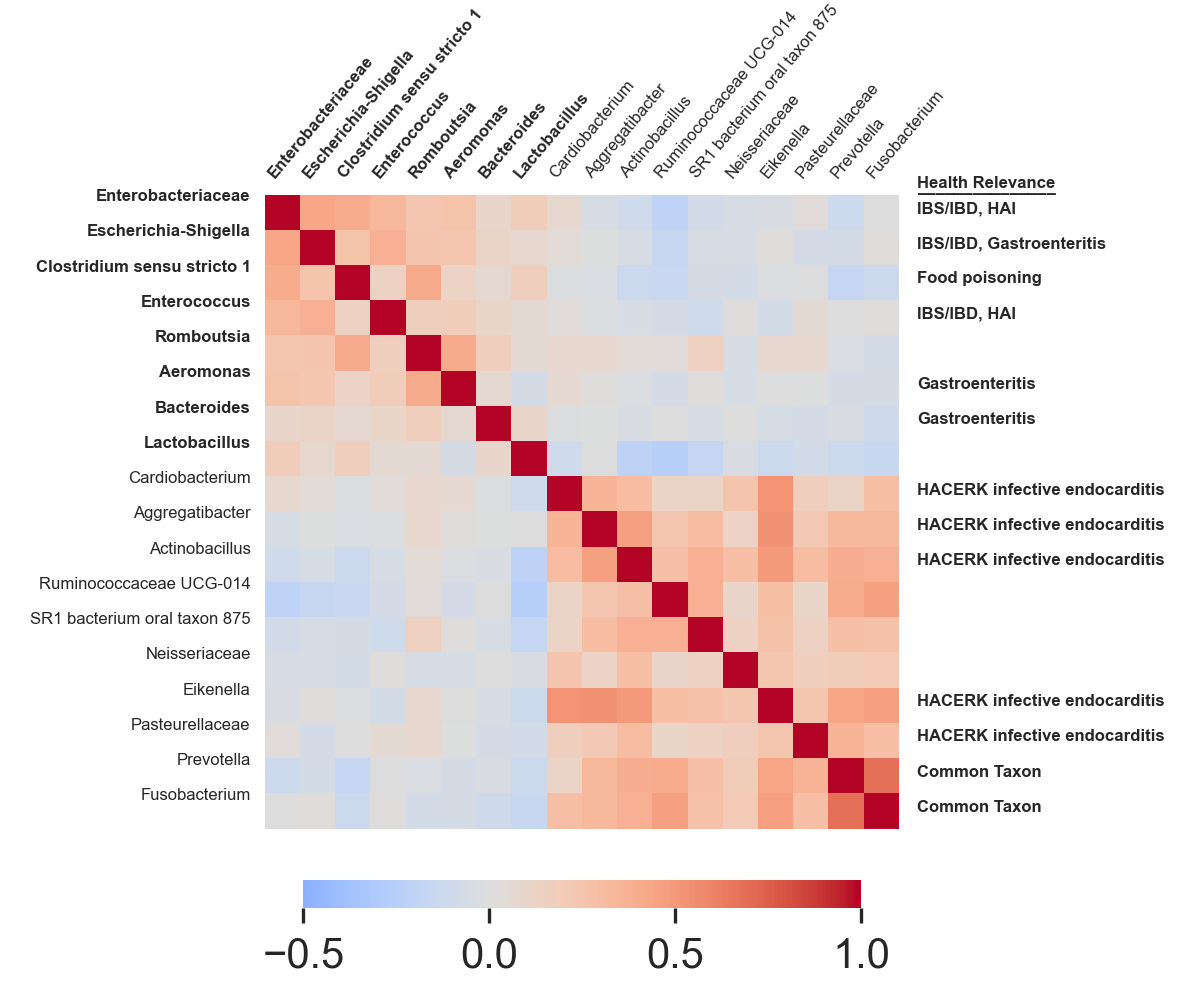 Enterobacteriaceae
Escherichia-Shigella
Clostridium sensu stricto 1
Enterococcus
Romboutsia
Aeromonas
Bacteroides
Lactobacillus
Cardiobacterium
Aggregatibacter
Actinobacillus
Ruminococcaceae UCG-014
SR1 bacterium oral taxon 875
Neisseriaceae
Eikenella
Pasteurellaceae
Prevotella
Fusobacterium
Health Relevance
Enterobacteriaceae IBS/IBD, HAI
Escherichia-Shigella IBS/IBD, Gastroenteritis
Clostridium sensu stricto 1 Food poisoning
Enterococcus IBS/IBD, HAI
Romboutsia
Aeromonas Gastroenteritis
Bacteroides Gastroenteritis
Lactobacillus
Cardiobacterium HACERK infective endocarditis
Aggregatibacter HACERK infective endocarditis
Actinobacillus HACERK infective endocarditis
Ruminococcaceae UCG-014
SR1 bacterium oral taxon 875
Neisseriaceae
Eikenella HACERK infective endocarditis
Pasteurellaceae HACERK infective endocarditis
Prevotella Common Taxon
Fusobacterium Common Taxon
−0.5 0.0 0.5 1.0